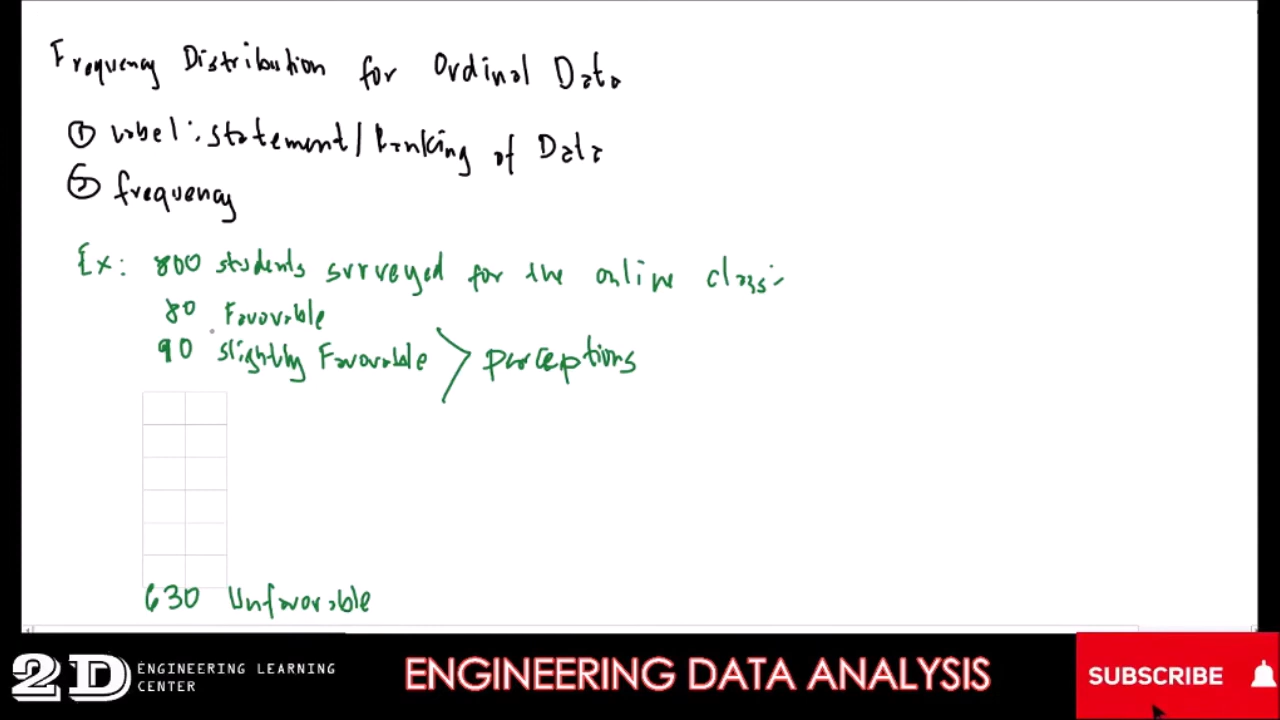 Frequency Distribution for Ordinal Data
① Label: statement/Ranking of Data
② frequency
Ex: 800 students surveyed for the online class:
80 Favorable
90 slightly Favorable > perceptions
630 Unfavorable
2D ENGINEERING LEARNING CENTER
ENGINEERING DATA ANALYSIS
SUBSCRIBE